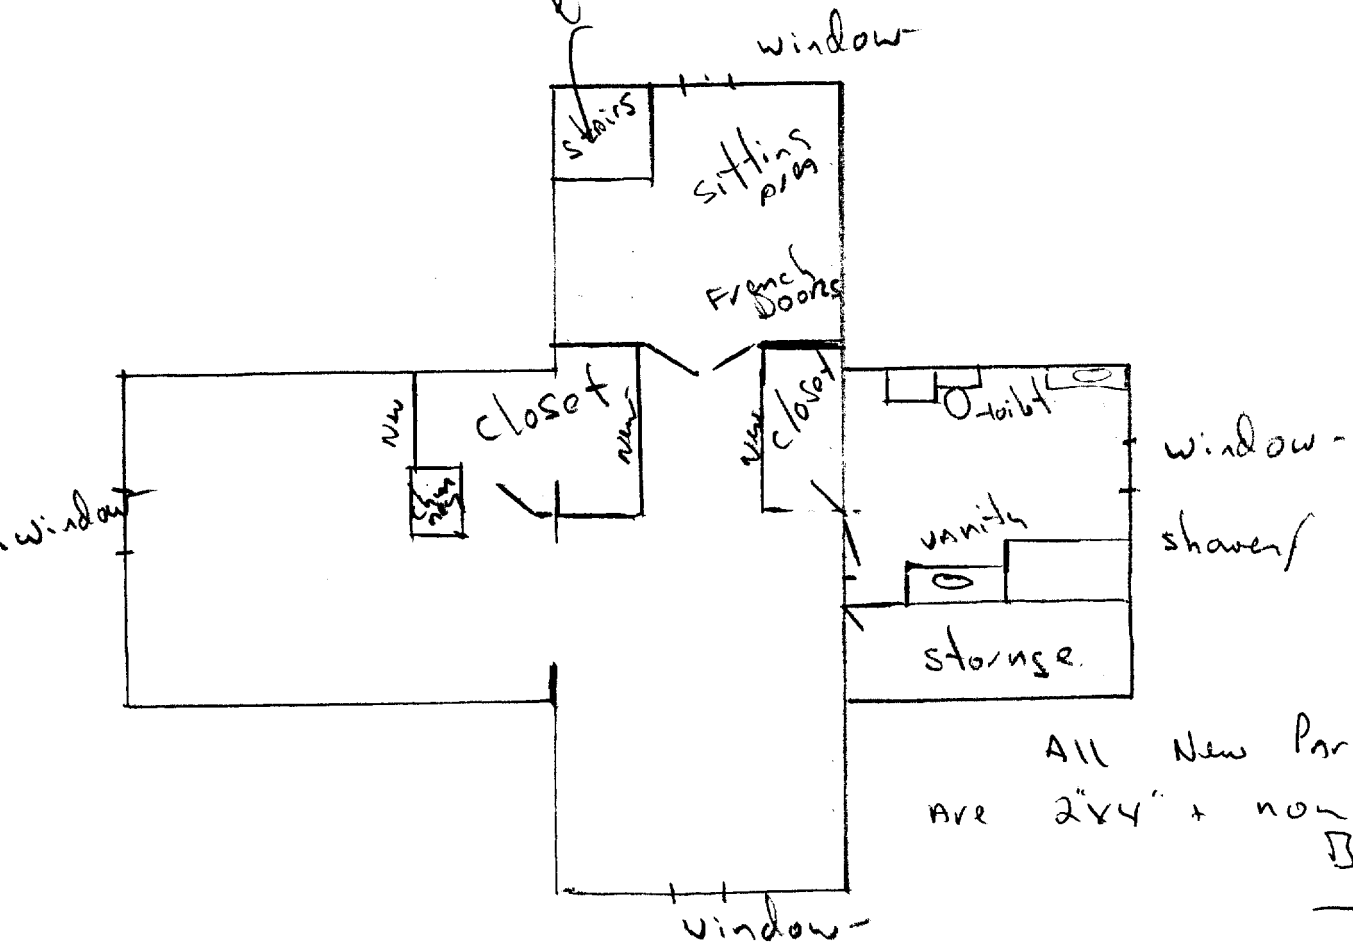 window
stairs
sitting
area
French
Doors
closet
New
New
New
closet
toilet
window
window
vanity
shower
storage
All New Par
Are 2"x4" + non
B
window